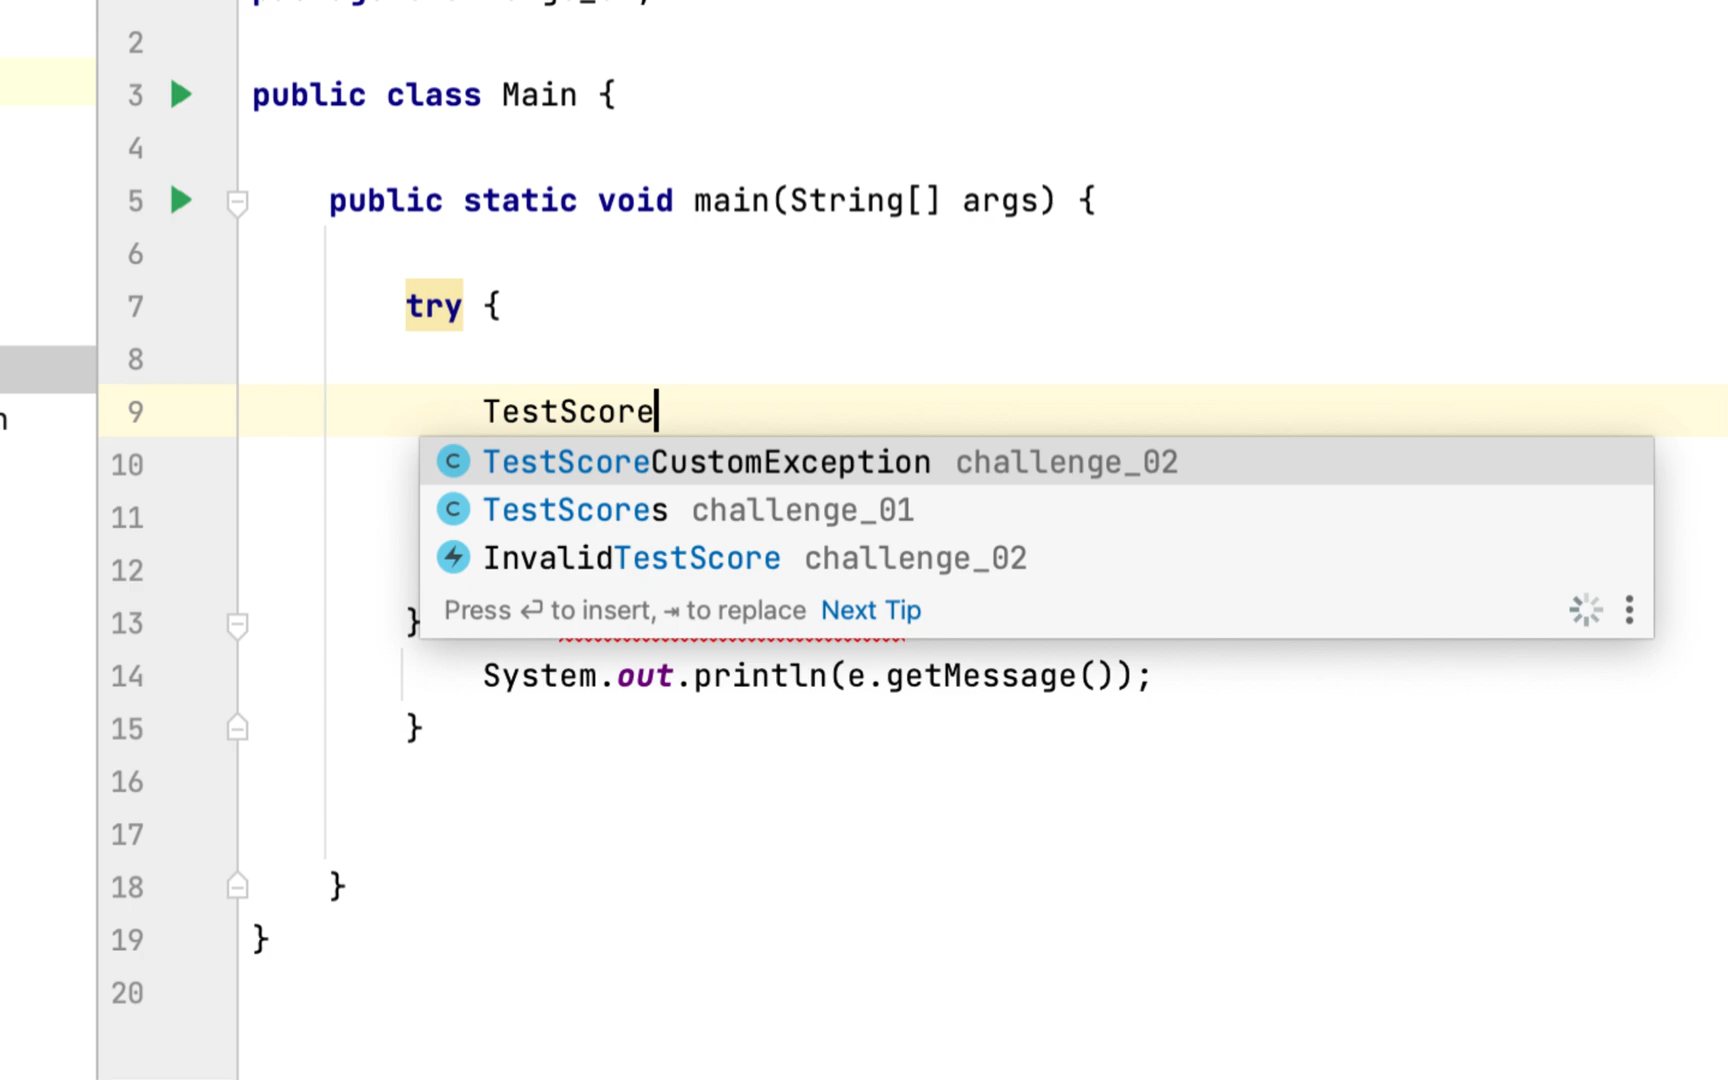 2
3 public class Main {
4
5 public static void main(String[] args) {
6
7 try {
8
9 TestScore
10 TestScoreCustomException challenge_02
11 TestScores challenge_01
12 InvalidTestScore challenge_02
Press ↩ to insert, ⇥ to replace Next Tip
13 }
14 System.out.println(e.getMessage());
15 }
16
17
18 }
19 }
20